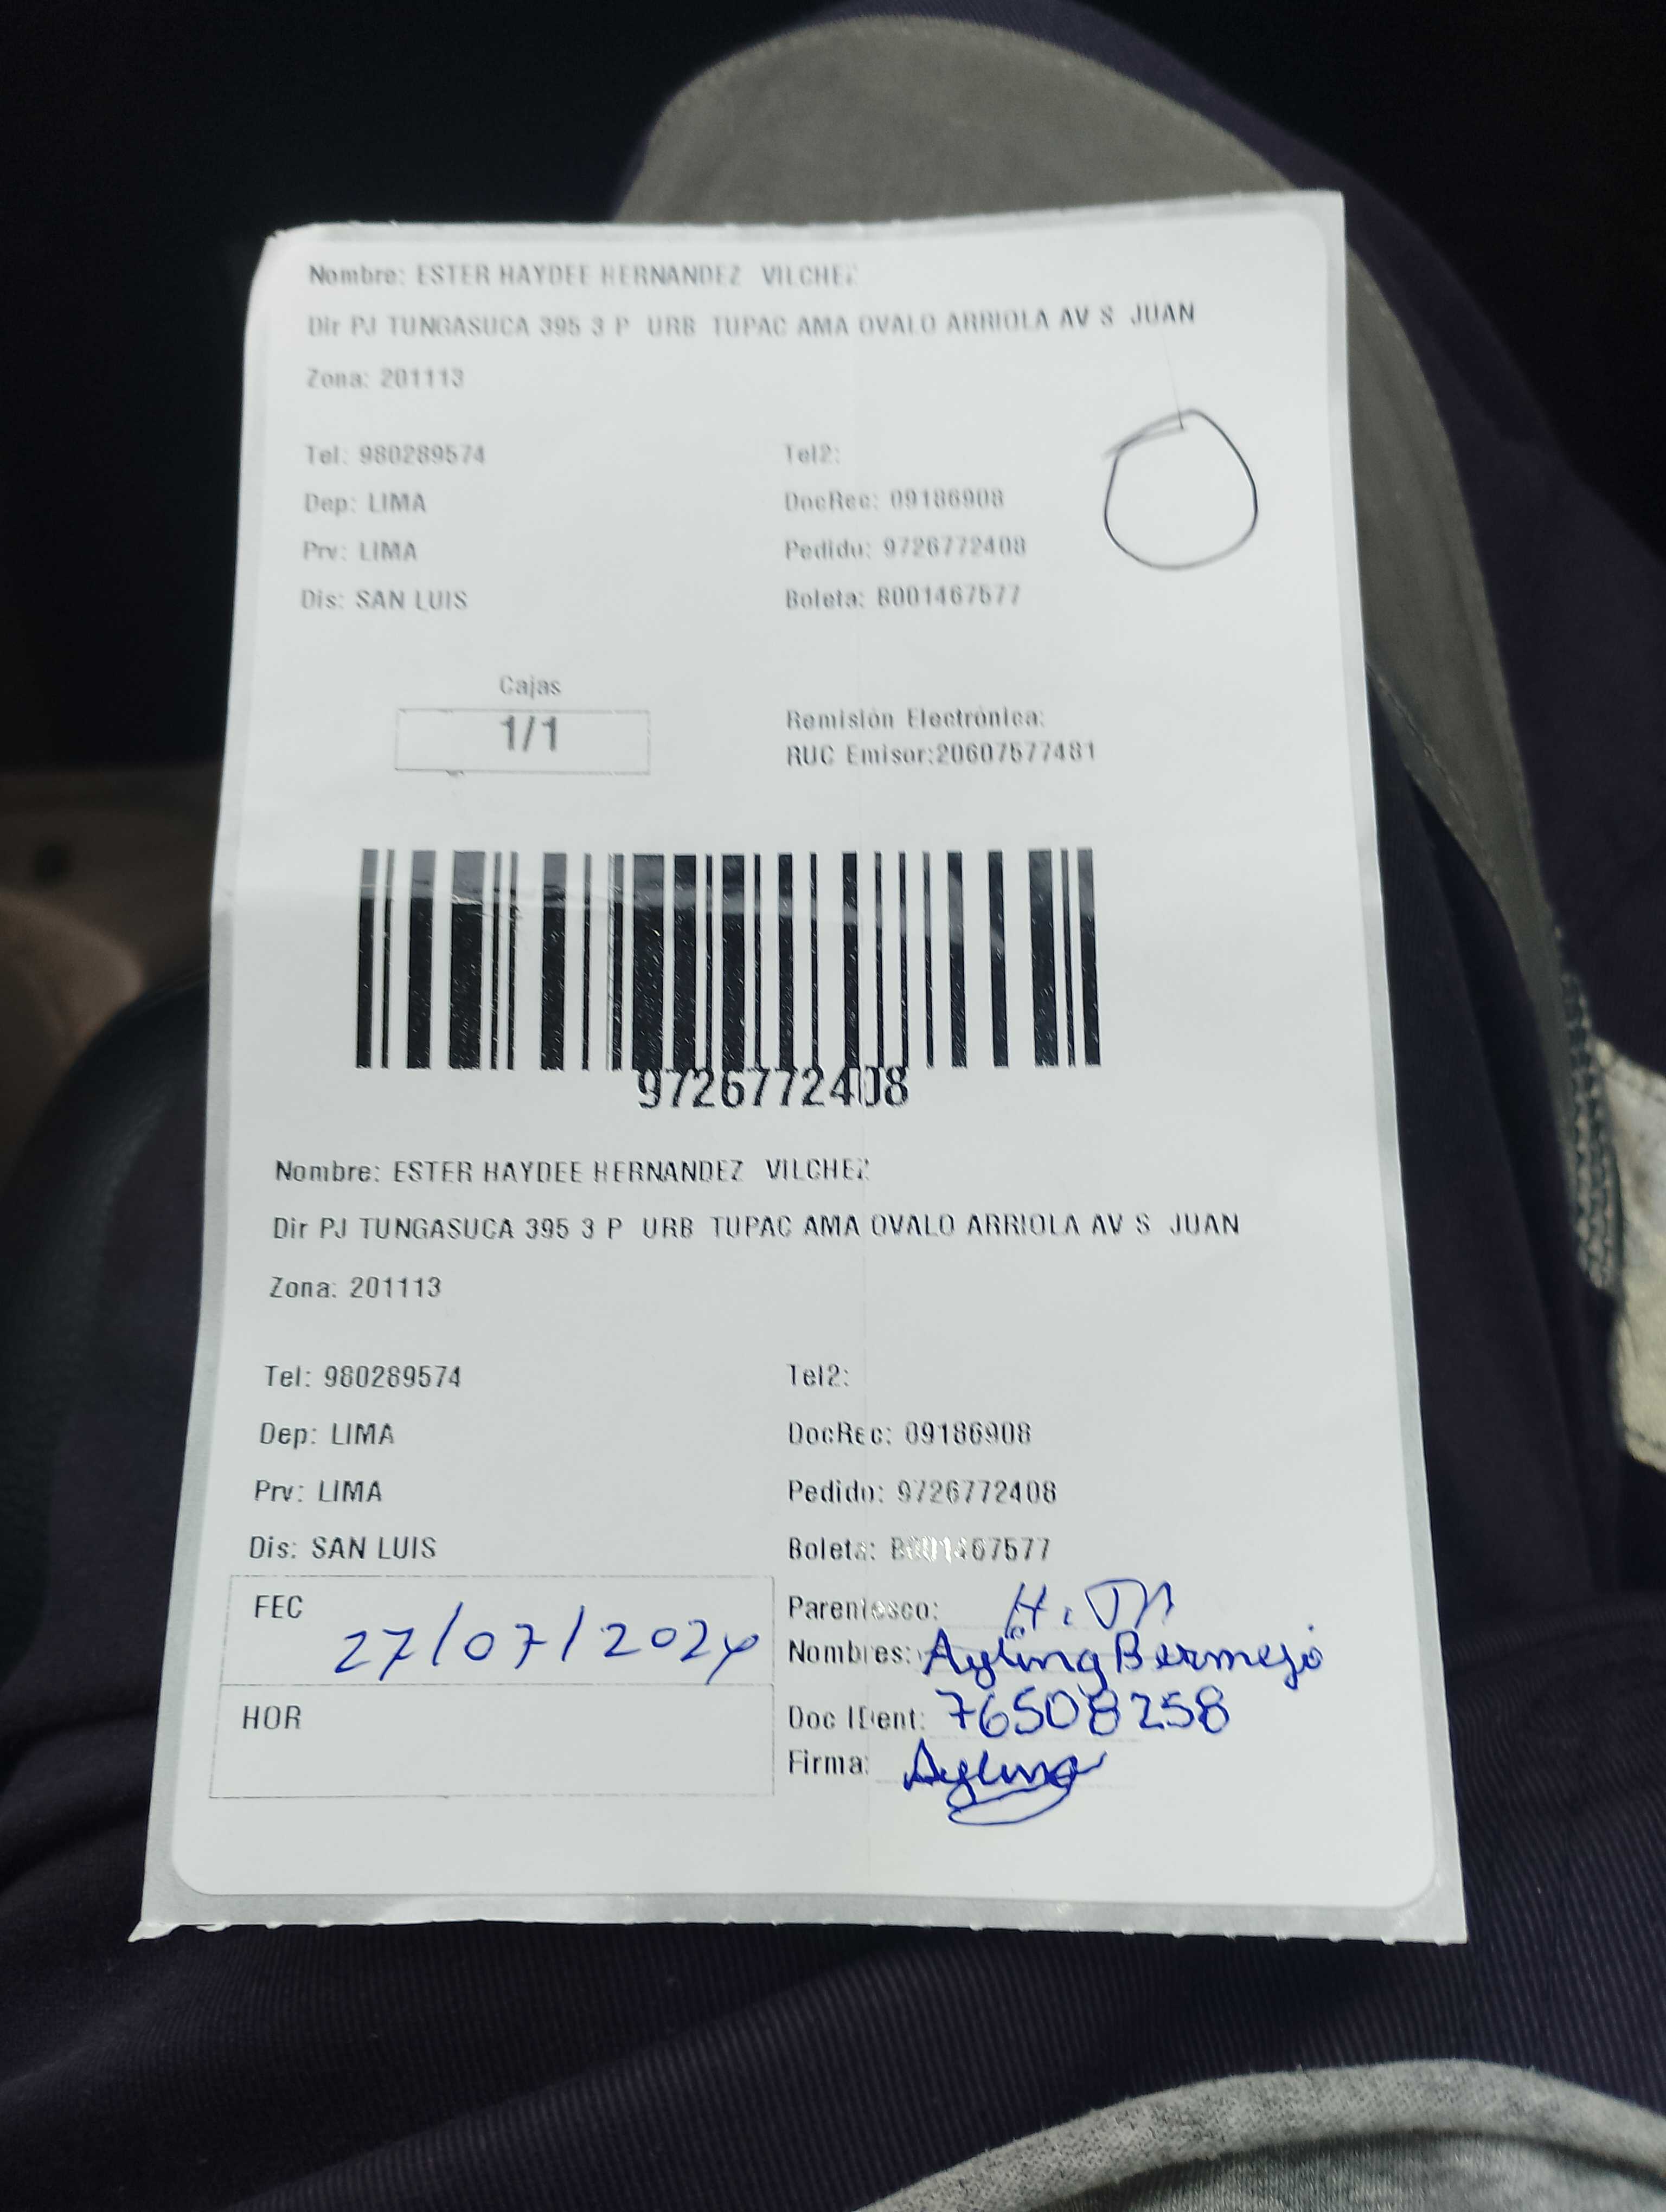 Nombre: ESTER HAYDEE HERNANDEZ VILCHEZ
Dir PJ TUNGASUCA 395 3 P URB TUPAC AMA OVALO ARRIOLA AV S JUAN
Zona: 201113
Tel: 980289574 Tel2:
Dep: LIMA DocRec: 09186908
Prv: LIMA Pedido: 9726772408
Dis: SAN LUIS Boleta: B001467577
Cajas
1/1
Remisión Electrónica:
RUC Emisor:20607577481
9726772408
Nombre: ESTER HAYDEE HERNANDEZ VILCHEZ
Dir PJ TUNGASUCA 395 3 P URB TUPAC AMA OVALO ARRIOLA AV S JUAN
Zona: 201113
Tel: 980289574 Tel2:
Dep: LIMA DocRec: 09186908
Prv: LIMA Pedido: 9726772408
Dis: SAN LUIS Boleta: B001467577
FEC 27/07/2024
Parentesco:
Nombres: Ayling Bermejo
HOR
Doc IDent: 76508258
Firma: Ayling